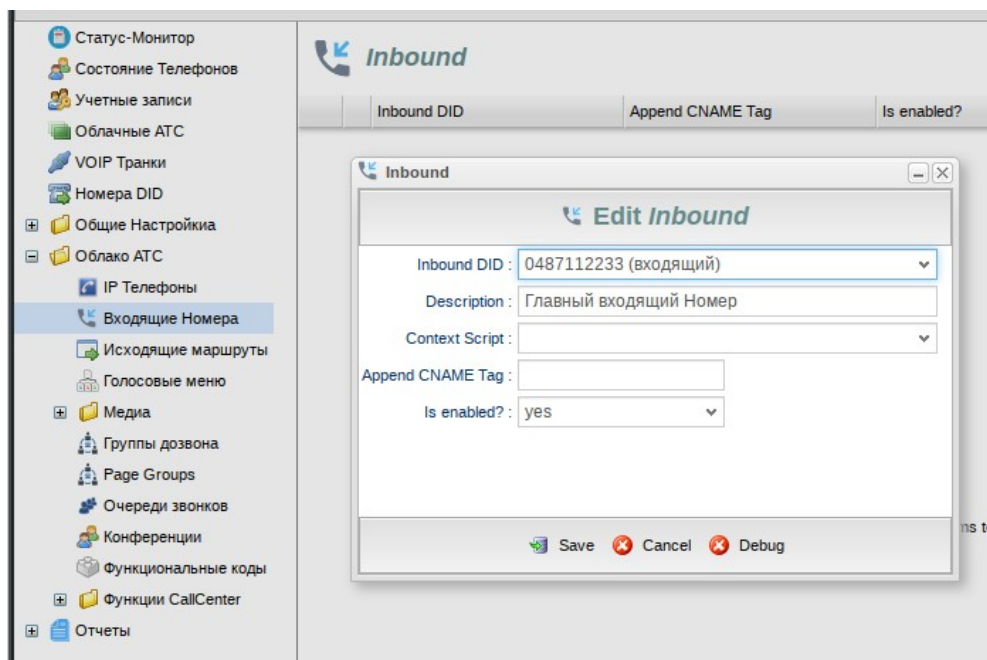 Статус-Монитор
Состояние Телефонов
Учетные записи
Облачные АТС
VOIP Транки
Номера DID
Общие Настройкиа
Облако АТС
IP Телефоны
Входящие Номера
Исходящие маршруты
Голосовые меню
Медиа
Группы дозвона
Page Groups
Очереди звонков
Конференции
Функциональные коды
Функции CallCenter
Отчеты
Inbound
Inbound DID Append CNAME Tag Is enabled?
Inbound
Edit Inbound
Inbound DID : 0487112233 (входящий)
Description : Главный входящий Номер
Context Script :
Append CNAME Tag :
Is enabled? : yes
Save Cancel Debug